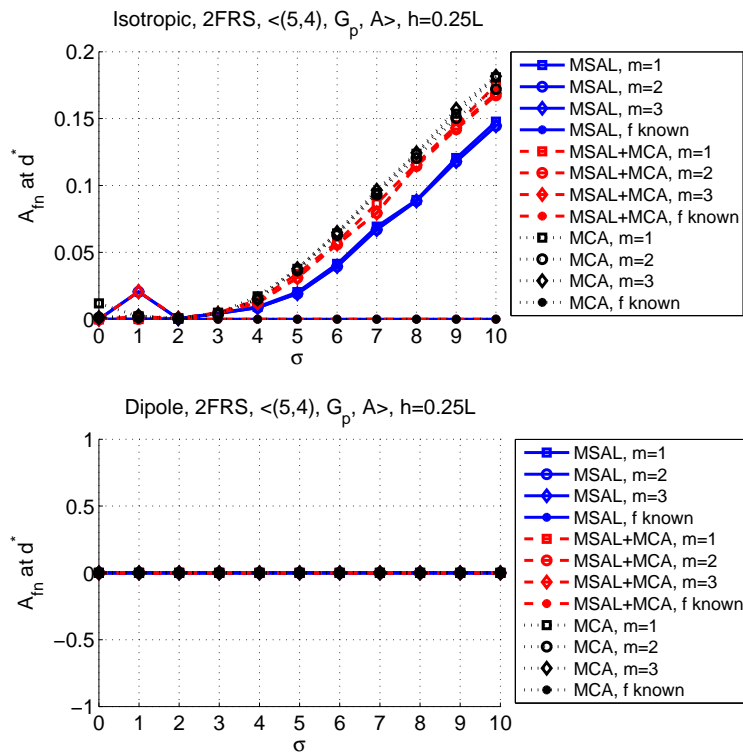 Isotropic, 2FRS, <(5,4), G_p, A>, h=0.25L
A_fn at d^*
0.2
0.15
0.1
0.05
0
0 1 2 3 4 5 6 7 8 9 10
σ
MSAL, m=1
MSAL, m=2
MSAL, m=3
MSAL, f known
MSAL+MCA, m=1
MSAL+MCA, m=2
MSAL+MCA, m=3
MSAL+MCA, f known
MCA, m=1
MCA, m=2
MCA, m=3
MCA, f known
Dipole, 2FRS, <(5,4), G_p, A>, h=0.25L
A_fn at d^*
1
0.5
0
−0.5
−1
0 1 2 3 4 5 6 7 8 9 10
σ
MSAL, m=1
MSAL, m=2
MSAL, m=3
MSAL, f known
MSAL+MCA, m=1
MSAL+MCA, m=2
MSAL+MCA, m=3
MSAL+MCA, f known
MCA, m=1
MCA, m=2
MCA, m=3
MCA, f known